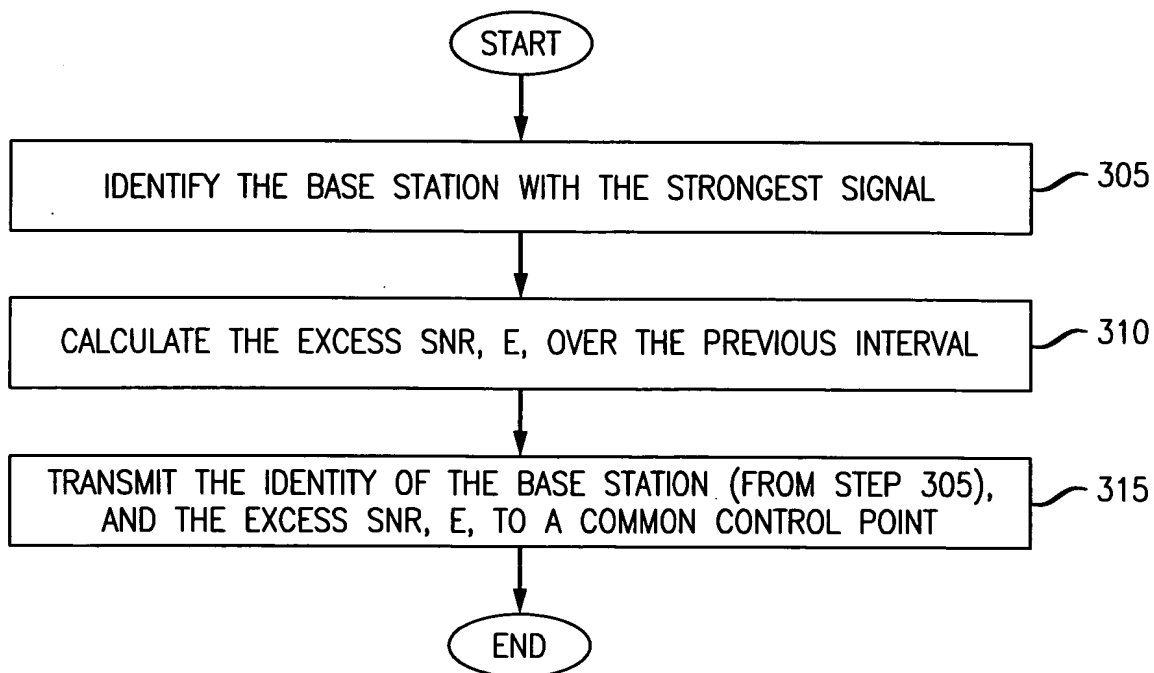 START
IDENTIFY THE BASE STATION WITH THE STRONGEST SIGNAL
305
CALCULATE THE EXCESS SNR, E, OVER THE PREVIOUS INTERVAL
310
TRANSMIT THE IDENTITY OF THE BASE STATION (FROM STEP 305),
AND THE EXCESS SNR, E, TO A COMMON CONTROL POINT
315
END